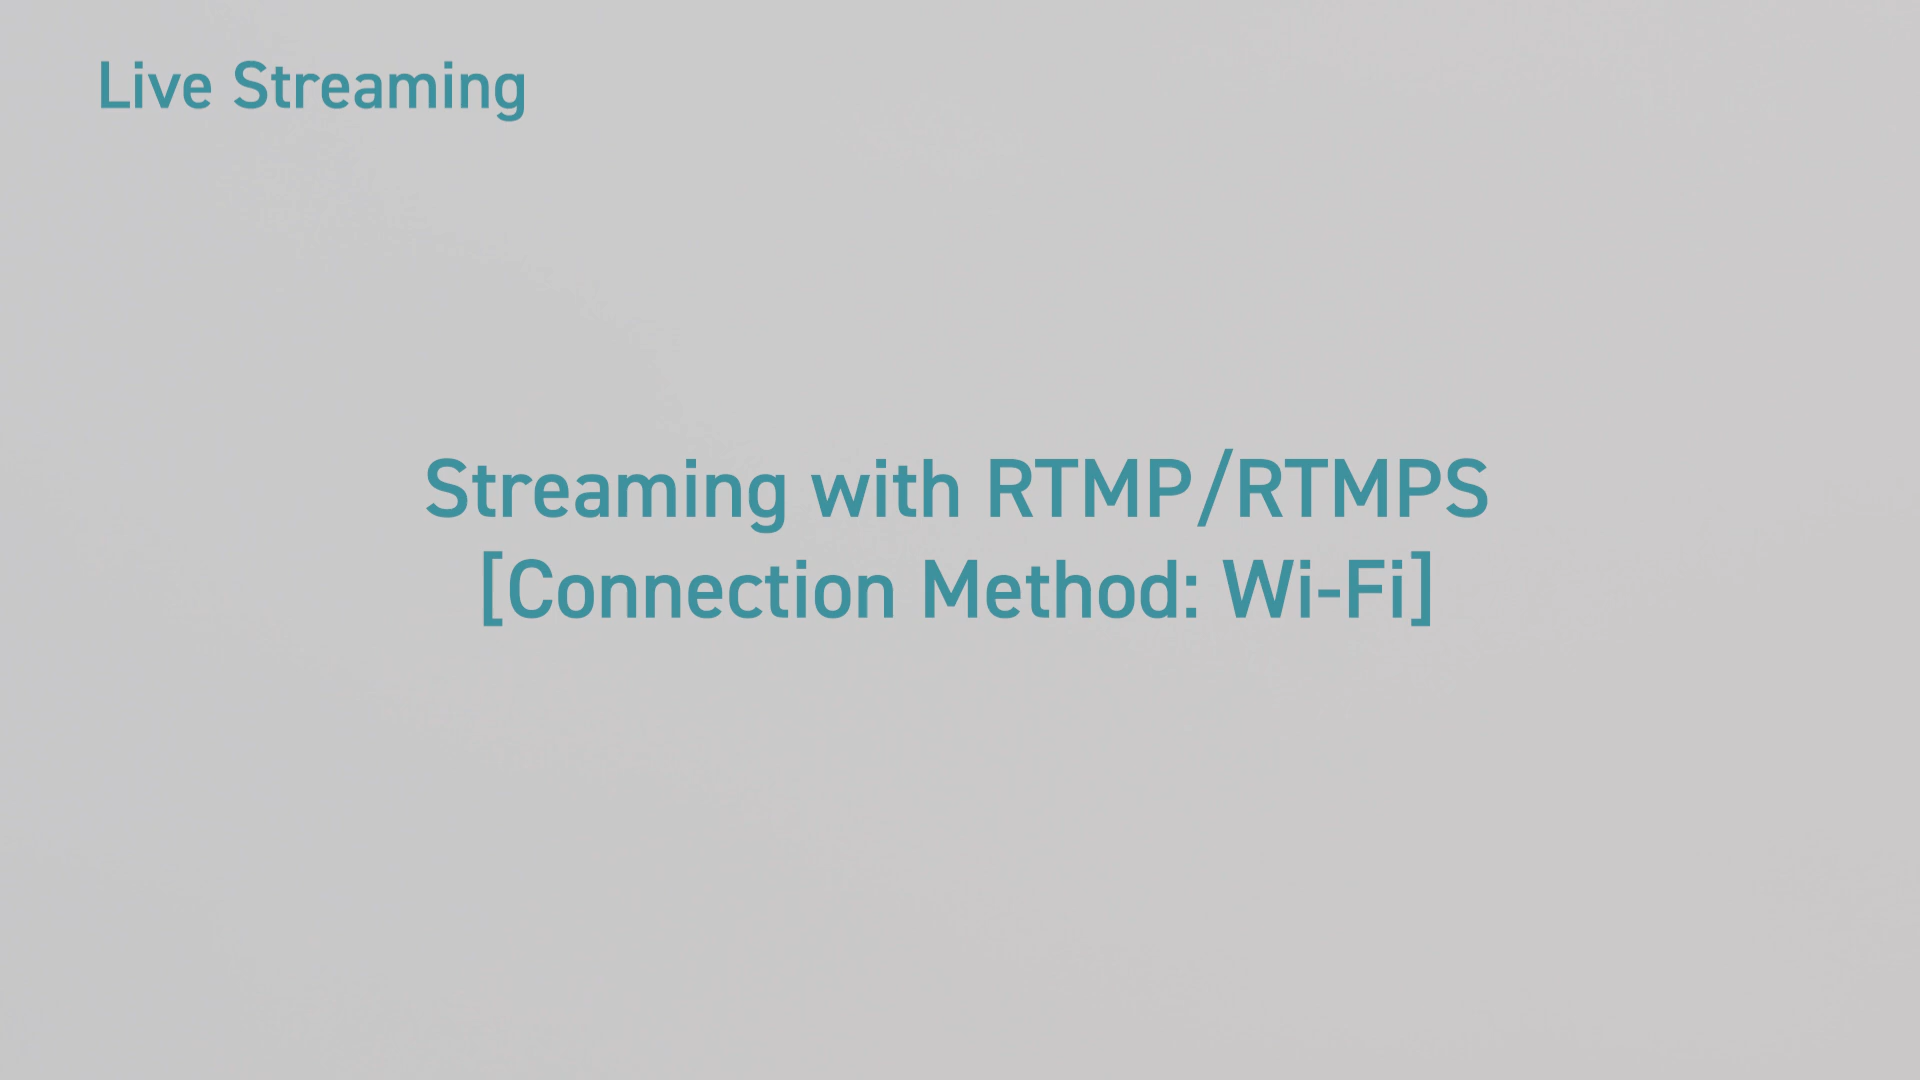 Live Streaming
Streaming with RTMP/RTMPS
[Connection Method: Wi-Fi]